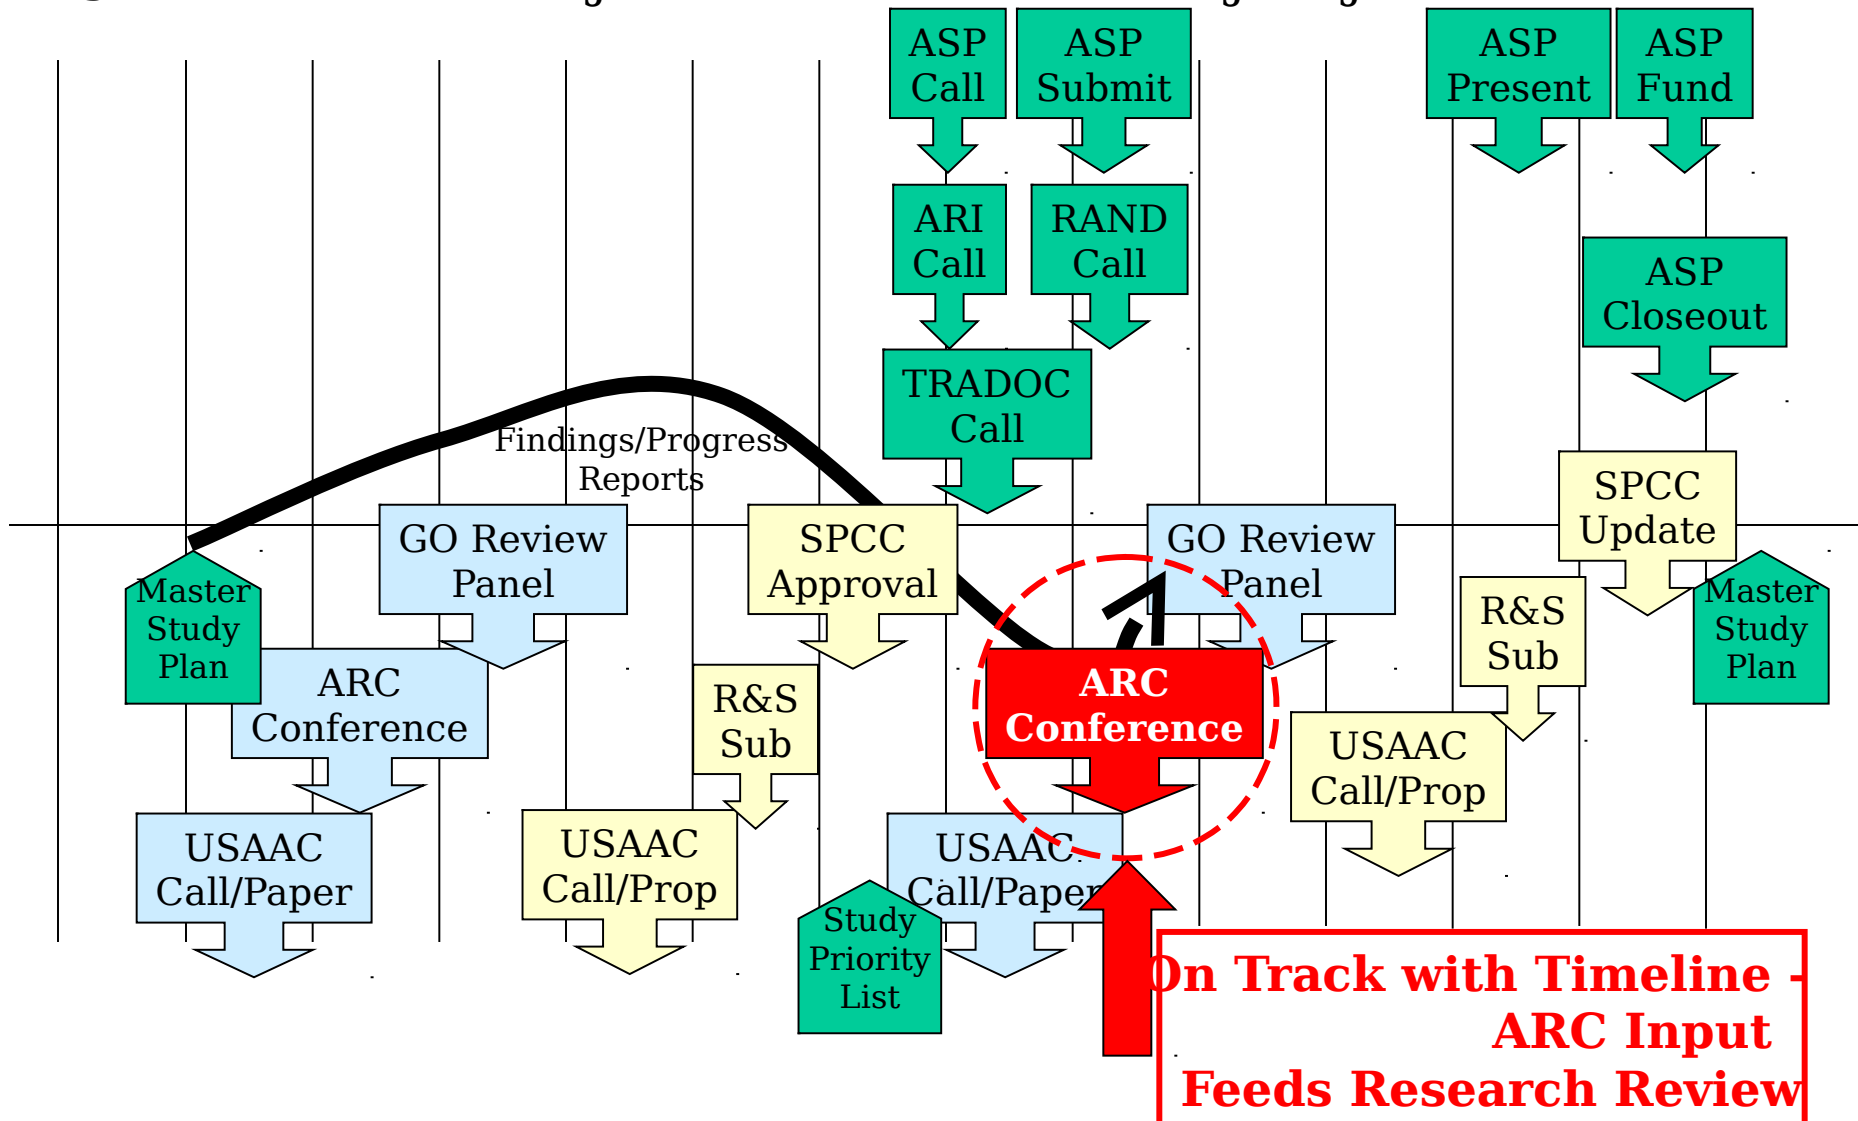 ASP
Call
ASP
Submit
ASP
Present
ASP
Fund
ARI
Call
RAND
Call
ASP
Closeout
TRADOC
Call
Findings/Progress
Reports
GO Review
Panel
SPCC
Approval
GO Review
Panel
SPCC
Update
Master
Study
Plan
R&S
Sub
Master
Study
Plan
ARC
Conference
R&S
Sub
ARC
Conference
USAAC
Call/Prop
USAAC
Call/Paper
USAAC
Call/Prop
USAAC
Call/Paper
Study
Priority
List
On Track with Timeline -
ARC Input
Feeds Research Review